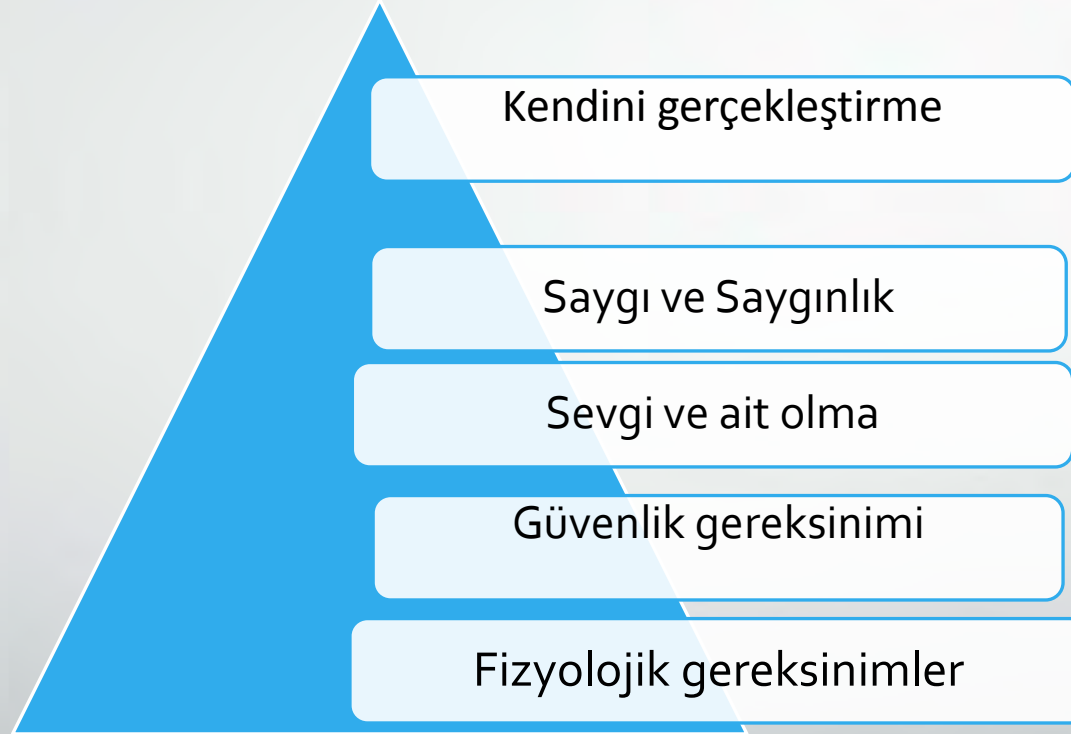 Kendini gerçekleştirme
Saygı ve Saygınlık
Sevgi ve ait olma
Güvenlik gereksinimi
Fizyolojik gereksinimler